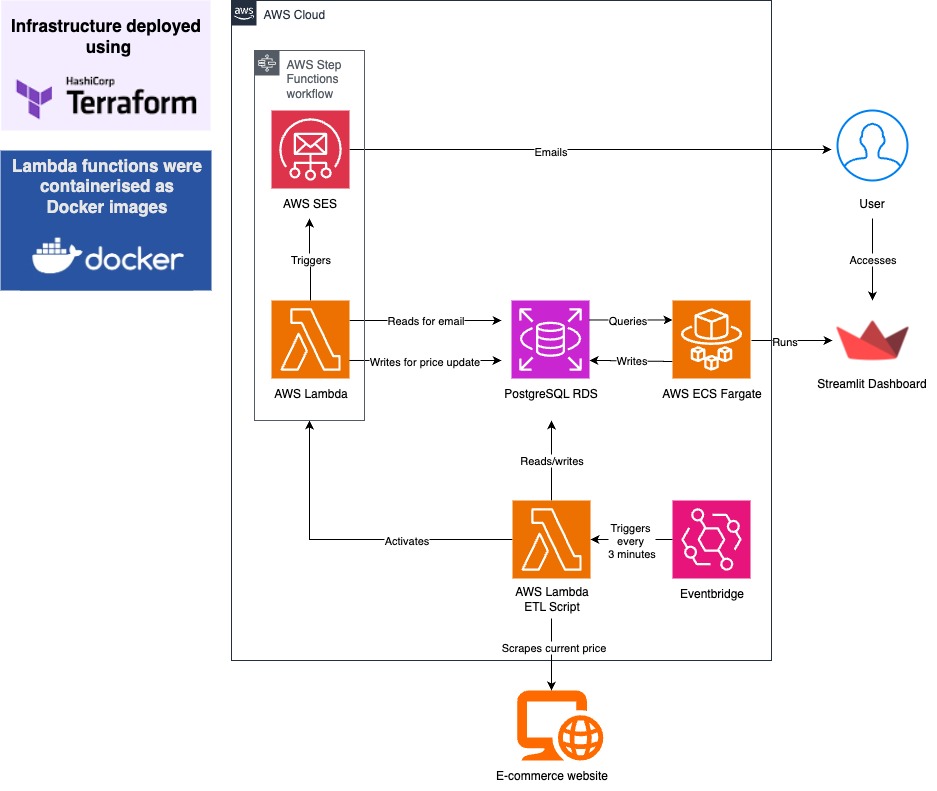 Infrastructure deployed
using
HashiCorp
Terraform
Lambda functions were
containerised as
Docker images
docker
aws
AWS Cloud
AWS Step
Functions
workflow
AWS SES
Emails
User
Triggers
Accesses
AWS Lambda
Reads for email
Writes for price update
PostgreSQL RDS
Queries
Writes
AWS ECS Fargate
Runs
Streamlit Dashboard
Reads/writes
Activates
AWS Lambda
ETL Script
Triggers
every
3 minutes
Eventbridge
Scrapes current price
E-commerce website